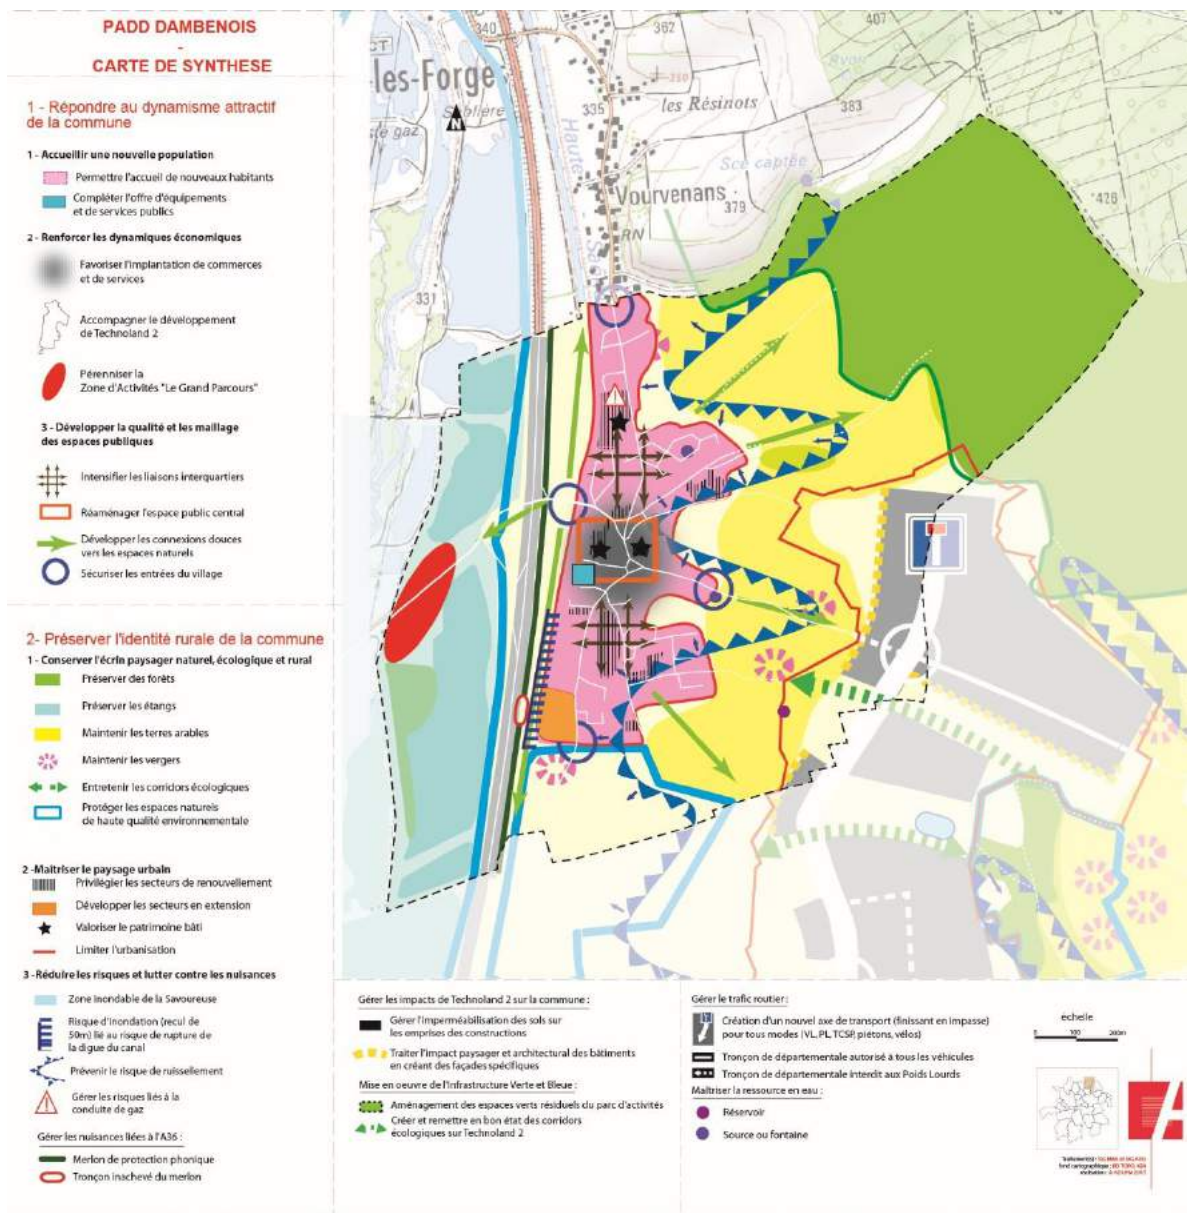 PADD DAMBENOIS
-
CARTE DE SYNTHESE
1 - Répondre au dynamisme attractif
de la commune
1 - Accueillir une nouvelle population
Permettre l'accueil de nouveaux habitants
Compléter l'offre d'équipements
et de services publics
2 - Renforcer les dynamiques économiques
Favoriser l'implantation de commerces
et de services
Accompagner le développement
de Technoland 2
Pérenniser la
Zone d'Activités "Le Grand Parcours"
3 - Développer la qualité et les maillage
des espaces publiques
Intensifier les liaisons interquartiers
Réaménager l'espace public central
Développer les connexions douces
vers les espaces naturels
Sécuriser les entrées du village
2- Préserver l'identité rurale de la commune
1 - Conserver l'écrin paysager naturel, écologique et rural
Préserver des forêts
Préserver les étangs
Maintenir les terres arables
Maintenir les vergers
Entretenir les corridors écologiques
Protéger les espaces naturels
de haute qualité environnementale
2 -Maîtriser le paysage urbain
Privilégier les secteurs de renouvellement
Développer les secteurs en extension
Valoriser le patrimoine bâti
Limiter l'urbanisation
3 - Réduire les risques et lutter contre les nuisances
Zone inondable de la Savoureuse
Risque d'inondation (recul de
50m) lié au risque de rupture de
la digue du canal
Prévenir le risque de ruissellement
Gérer les risques liés à la
conduite de gaz
Gérer les nuisances liées à l'A36 :
Merlon de protection phonique
Tronçon inachevé du merlon
les-Forge
Sablière
N
340
362
407
335
350
les Résinots
383
Haute
Sce captée
Vourvenans
379
426
RN
331
Gérer les impacts de Technoland 2 sur la commune :
Gérer l'imperméabilisation des sols sur
les emprises des constructions
Traiter l'impact paysager et architectural des bâtiments
en créant des façades spécifiques
Mise en oeuvre de l'Infrastructure Verte et Bleue :
Aménagement des espaces verts résiduels du parc d'activités
Créer et remettre en bon état des corridors
écologiques sur Technoland 2
Gérer le trafic routier :
Création d'un nouvel axe de transport (finissant en impasse)
pour tous modes (VL, PL, TCSP, piétons, vélos)
Tronçon de départementale autorisé à tous les véhicules
Tronçon de départementale interdit aux Poids Lourds
Maîtriser la ressource en eau :
Réservoir
Source ou fontaine
échelle
0 100 200m